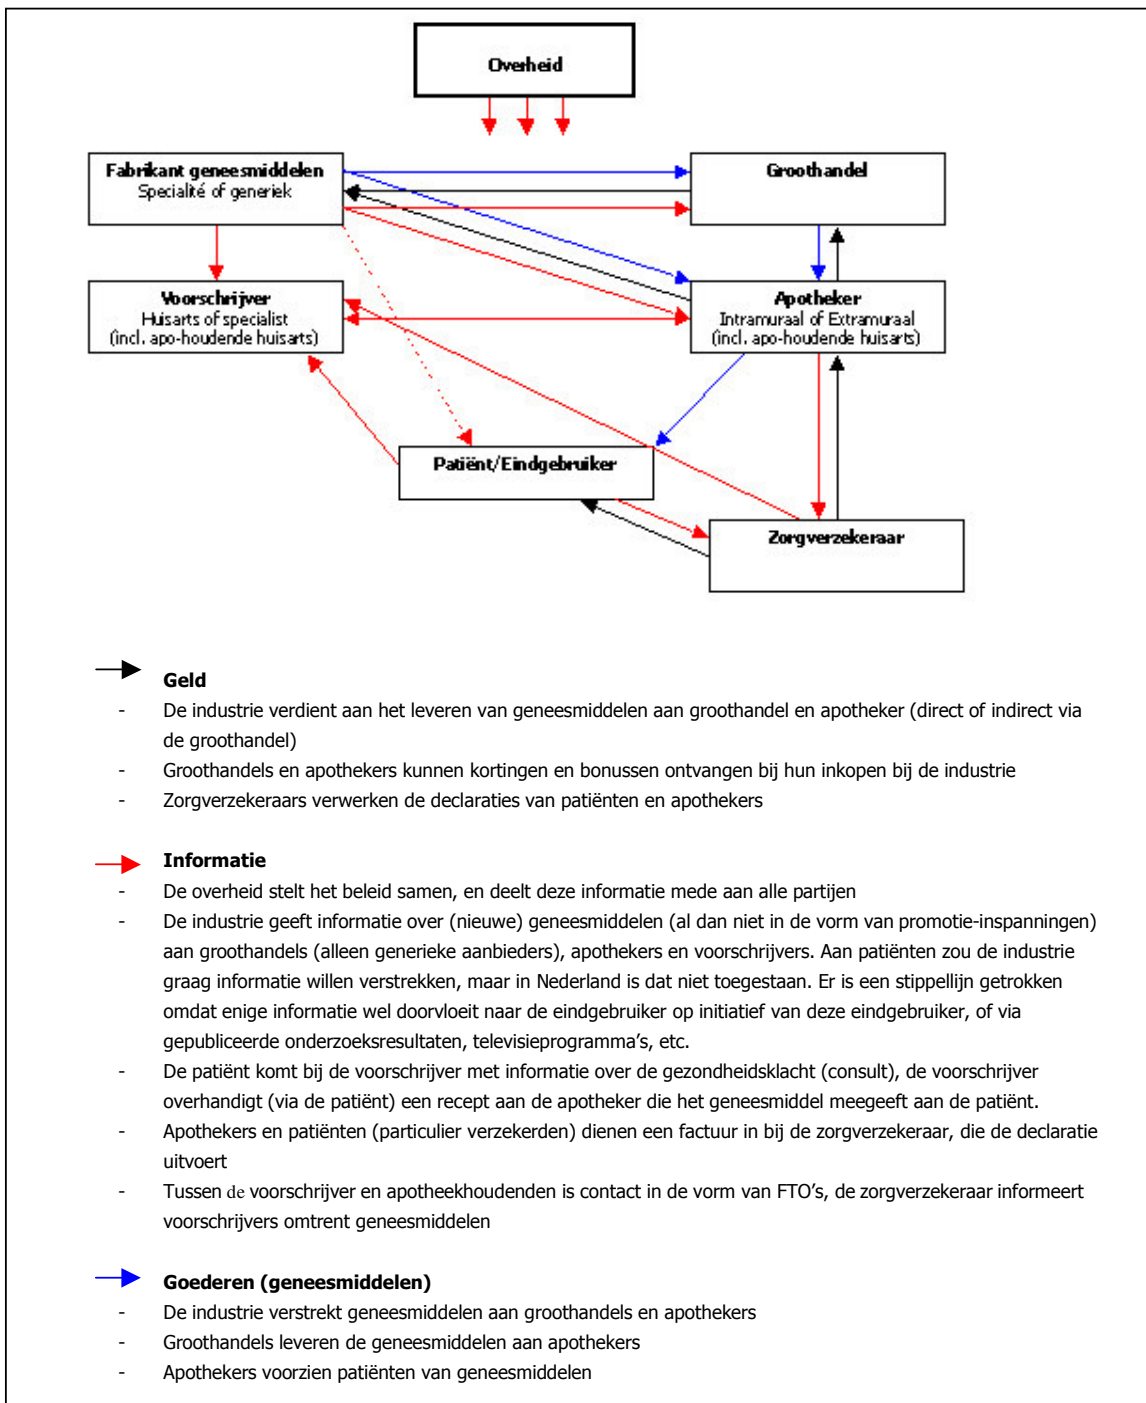 Overheid
Fabrikant geneesmiddelen
Specialité of generiek
Groothandel
Voorschrijver
Huisarts of specialist
(incl. apo-houdende huisarts)
Apotheker
Intramuraal of Extramuraal
(incl. apo-houdende huisarts)
Patiënt/Eindgebruiker
Zorgverzekeraar
Geld
- De industrie verdient aan het leveren van geneesmiddelen aan groothandel en apotheker (direct of indirect via
de groothandel)
- Groothandels en apothekers kunnen kortingen en bonussen ontvangen bij hun inkopen bij de industrie
- Zorgverzekeraars verwerken de declaraties van patiënten en apothekers
Informatie
- De overheid stelt het beleid samen, en deelt deze informatie mede aan alle partijen
- De industrie geeft informatie over (nieuwe) geneesmiddelen (al dan niet in de vorm van promotie-inspanningen)
aan groothandels (alleen generieke aanbieders), apothekers en voorschrijvers. Aan patiënten zou de industrie
graag informatie willen verstrekken, maar in Nederland is dat niet toegestaan. Er is een stippellijn getrokken
omdat enige informatie wel doorvloeit naar de eindgebruiker op initiatief van deze eindgebruiker, of via
gepubliceerde onderzoeksresultaten, televisieprogramma’s, etc.
- De patiënt komt bij de voorschrijver met informatie over de gezondheidsklacht (consult), de voorschrijver
overhandigt (via de patiënt) een recept aan de apotheker die het geneesmiddel meegeeft aan de patiënt.
- Apothekers en patiënten (particulier verzekerden) dienen een factuur in bij de zorgverzekeraar, die de declaratie
uitvoert
- Tussen de voorschrijver en apotheekhoudenden is contact in de vorm van FTO’s, de zorgverzekeraar informeert
voorschrijvers omtrent geneesmiddelen
Goederen (geneesmiddelen)
- De industrie verstrekt geneesmiddelen aan groothandels en apothekers
- Groothandels leveren de geneesmiddelen aan apothekers
- Apothekers voorzien patiënten van geneesmiddelen